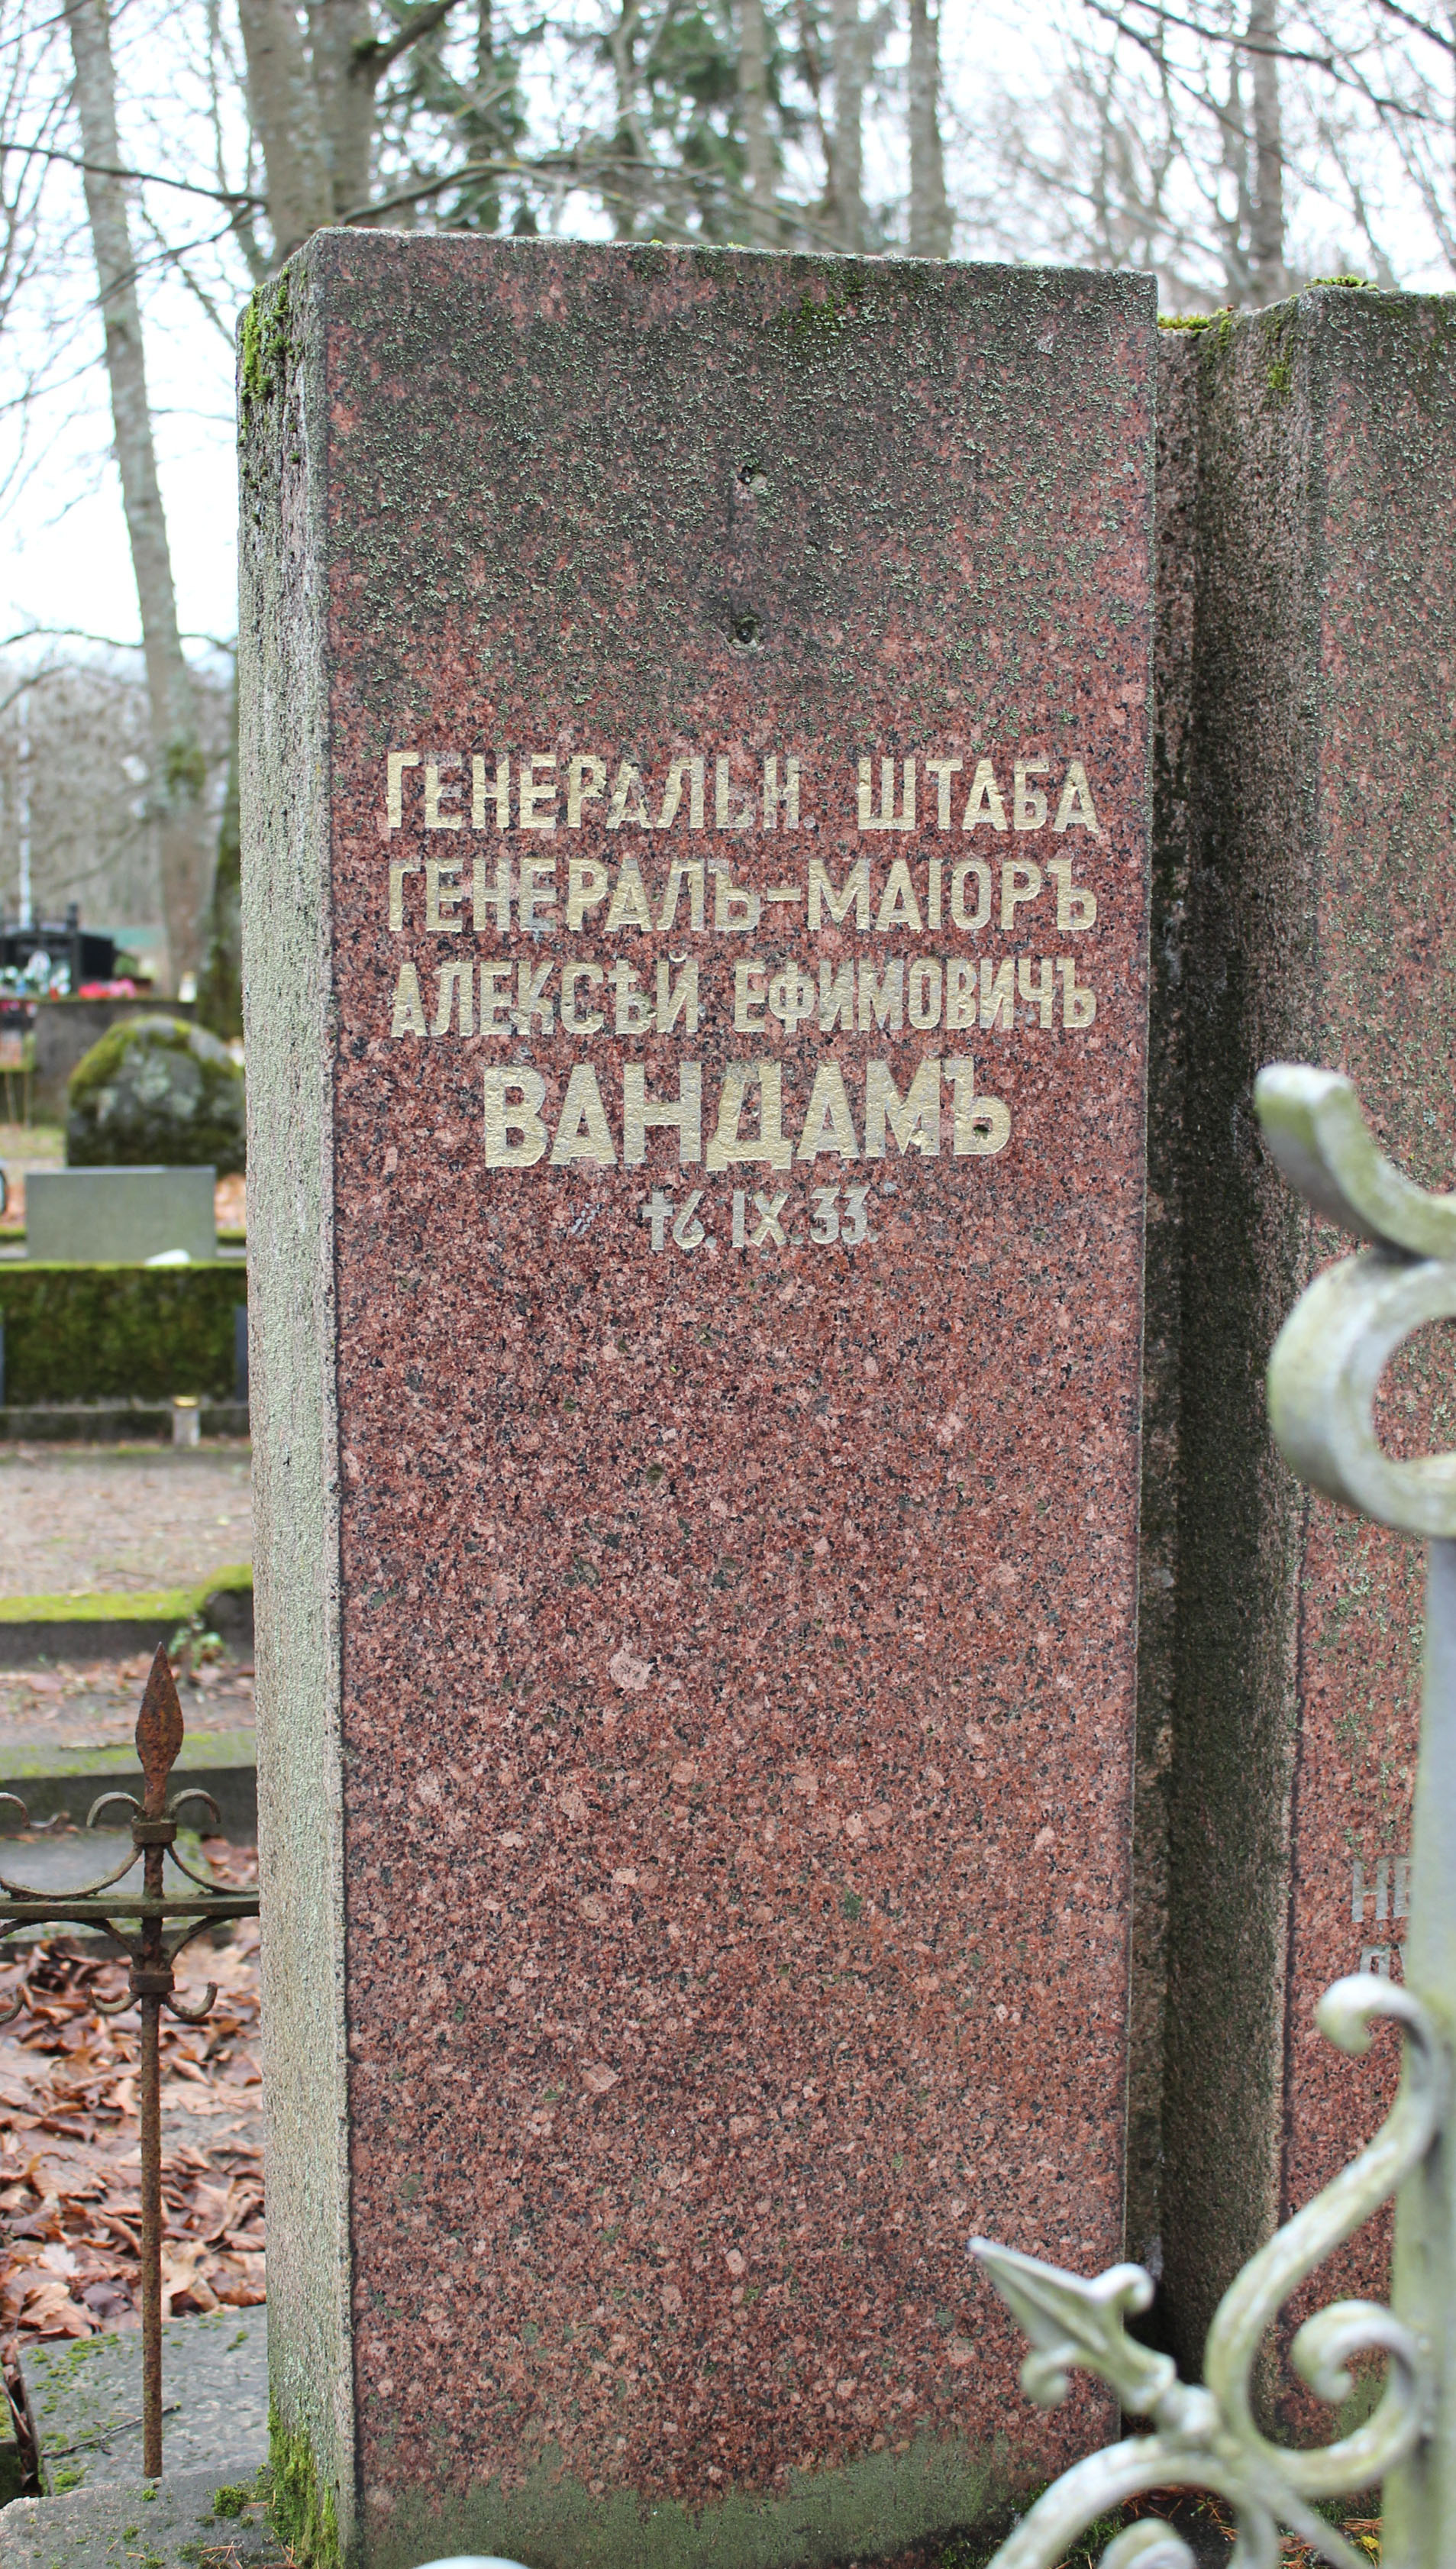 ГЕНЕРАЛЬН. ШТАБА
ГЕНЕРАЛЪ-МАІОРЪ
АЛЕКСѢЙ ЕФИМОВИЧЪ
ВАНДАМЪ
†6. IX. 33.